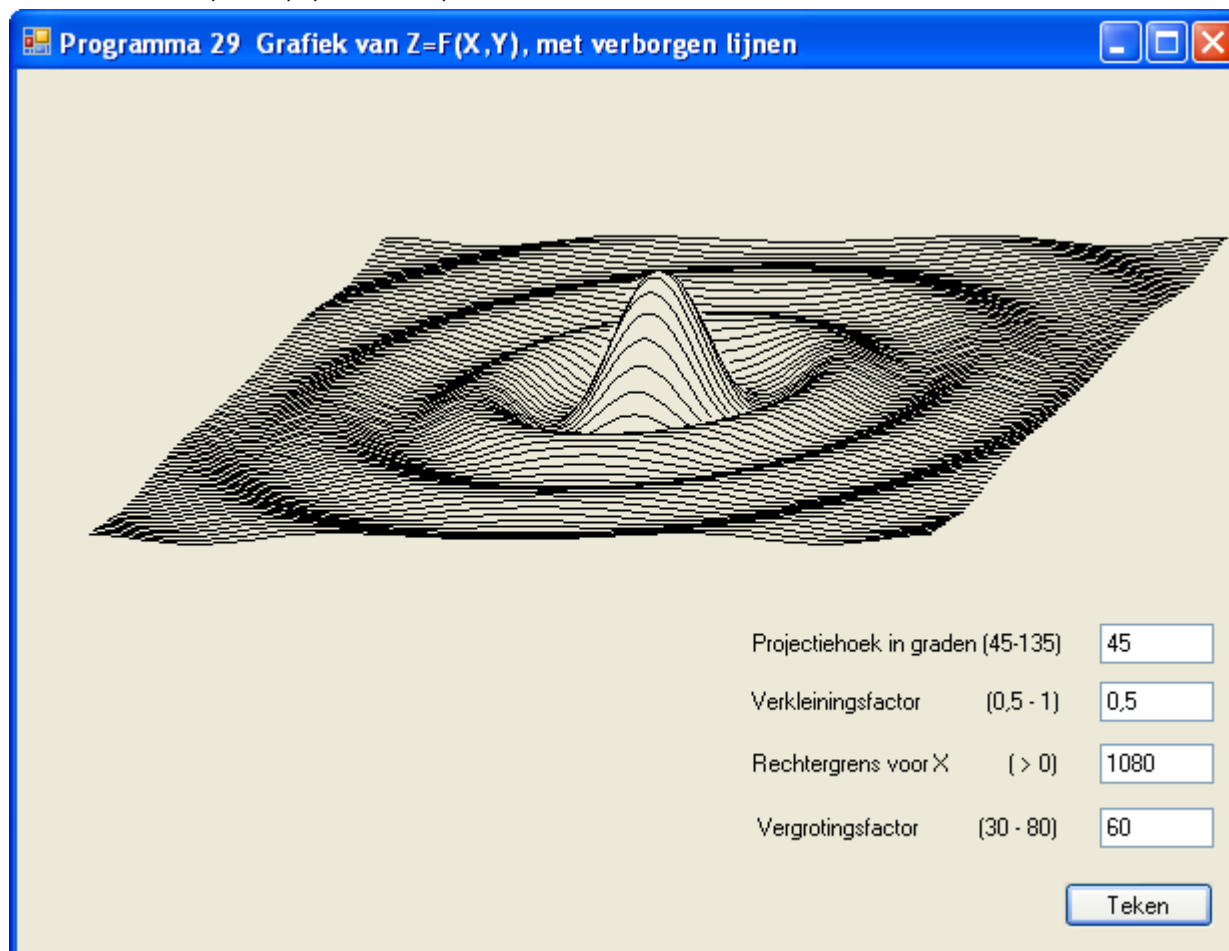 Programma 29 Grafiek van Z=F(X,Y), met verborgen lijnen
Projectiehoek in graden (45-135) 45
Verkleiningsfactor (0,5 - 1) 0,5
Rechtergrens voor X ( > 0) 1080
Vergrotingsfactor (30 - 80) 60
Teken